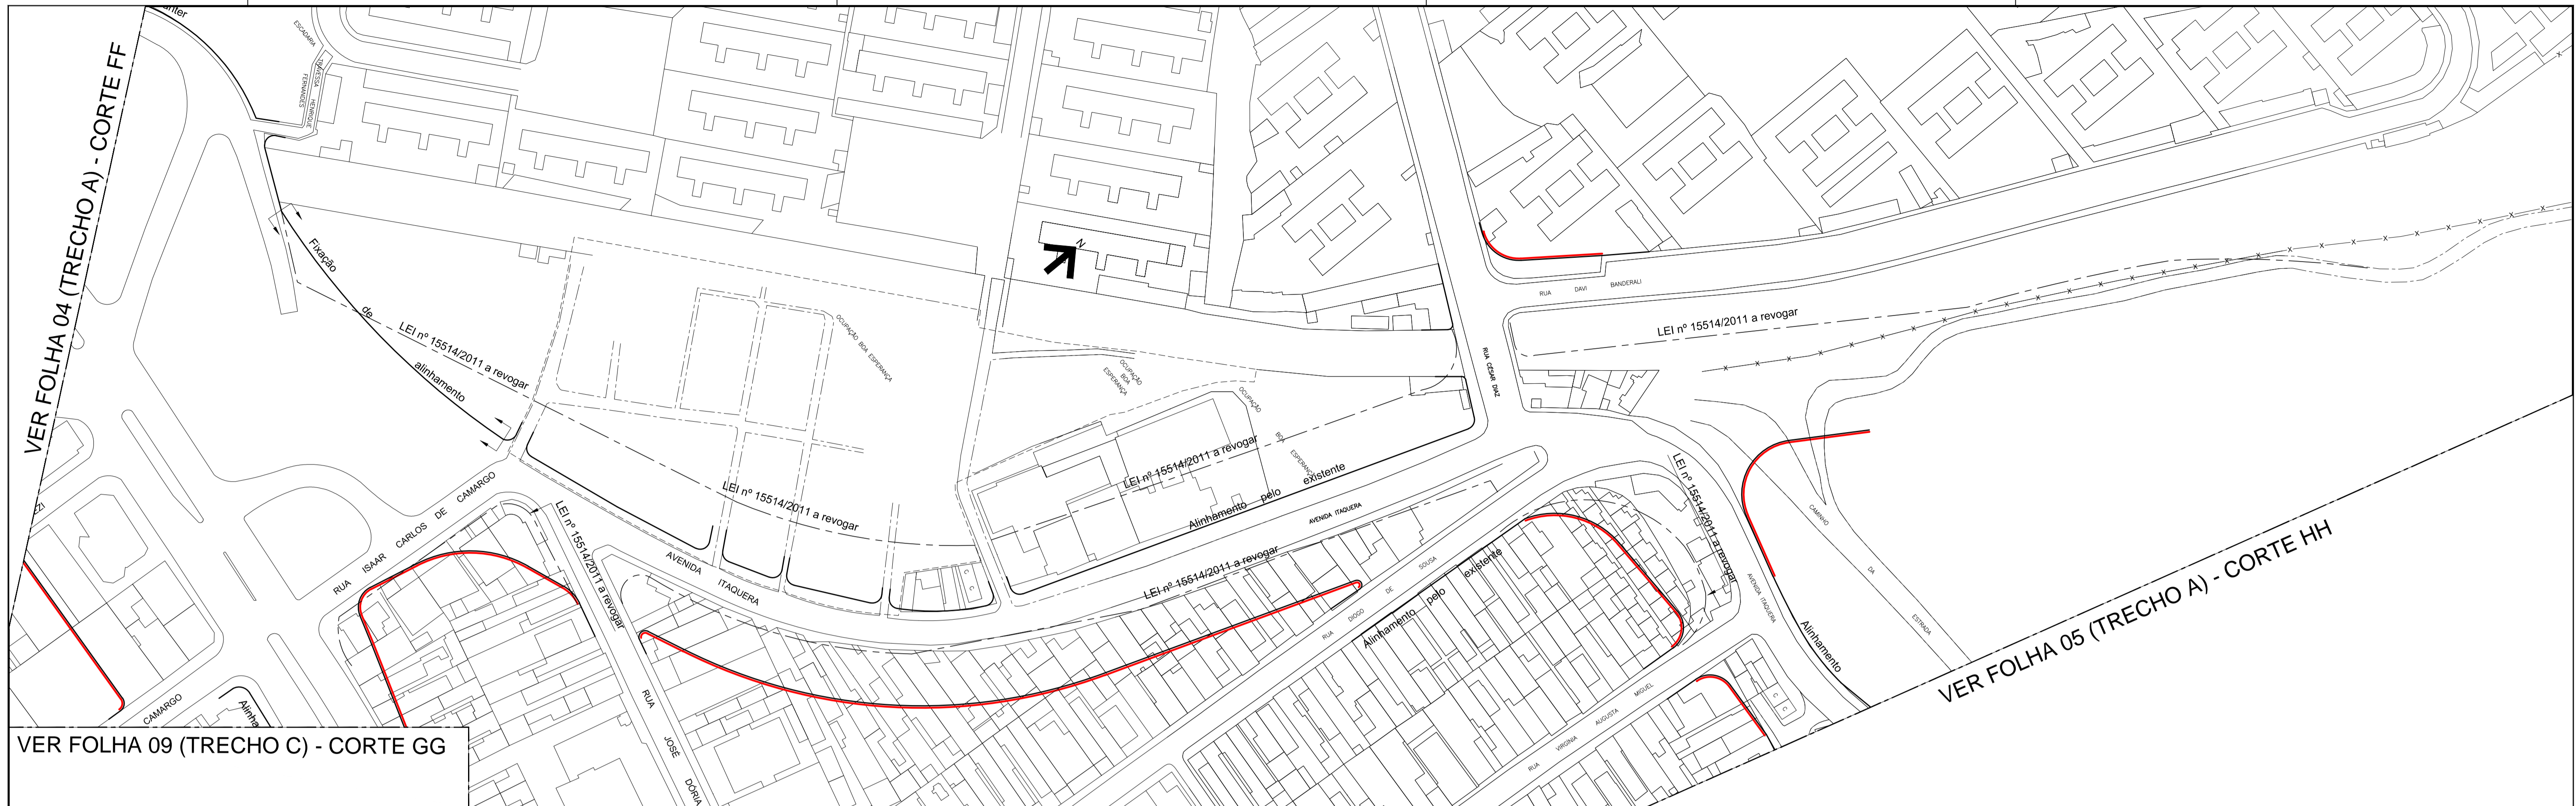 anter
ESCADARIA
TRAVESSA HENRIQUE
FERNANDES
VER FOLHA 04 (TRECHO A) - CORTE FF
Fixação
de
alinhamento
LEI nº 15514/2011 a revogar
OCUPAÇÃO BOA ESPERANÇA
LEI nº 15514/2011 a revogar
N
OCUPAÇÃO
BOA
ESPERANÇA
OCUPAÇÃO
BOA
ESPERANÇA
LEI nº 15514/2011 a revogar
Alinhamento pelo existente
RUA CÉSAR DIAZ
RUA DAVI BANDERALI
LEI nº 15514/2011 a revogar
AVENIDA ITAQUERA
LEI nº 15514/2011 a revogar
RUA ISAAR CARLOS DE CAMARGO
LEI nº 15514/2011 a revogar
AVENIDA ITAQUERA
C
C
RUA DIOGO DE SOUSA
Alinhamento pelo existente
LEI nº 15514/2011 a revogar
AVENIDA ITAQUERA
CAMINHO DA ESTRADA
Alinhamento
VER FOLHA 05 (TRECHO A) - CORTE HH
RUA VIRGÍNIA AUGUSTA MIGUEL
C
C
RUA JOSÉ DÓRIA
ZI
CAMARGO
Alinha
VER FOLHA 09 (TRECHO C) - CORTE GG
X X X X X X X X X X X X X X X X X X X X X X X X X X X